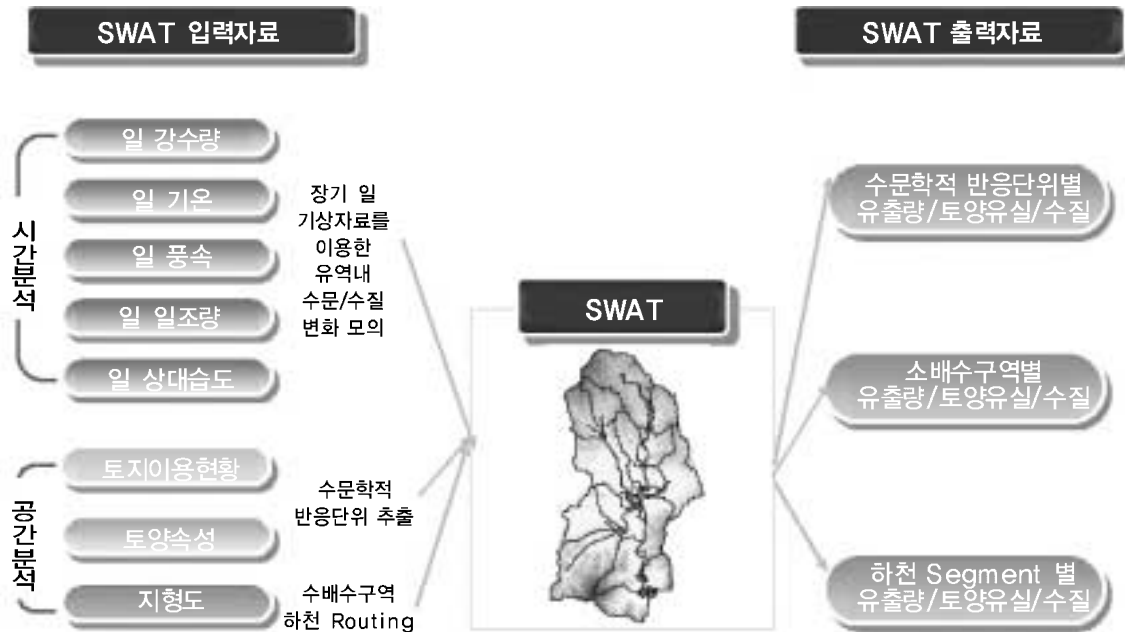 SWAT 입력자료
시간분석
일 강수량
일 기온
일 풍속
일 일조량
일 상대습도
장기 일
기상자료를
이용한
유역내
수문/수질
변화 모의
공간분석
토지이용현황
토양속성
지형도
수문학적
반응단위 추출
수배수구역
하천 Routing
SWAT
SWAT 출력자료
수문학적 반응단위별
유출량/토양유실/수질
소배수구역별
유출량/토양유실/수질
하천 Segment 별
유출량/토양유실/수질